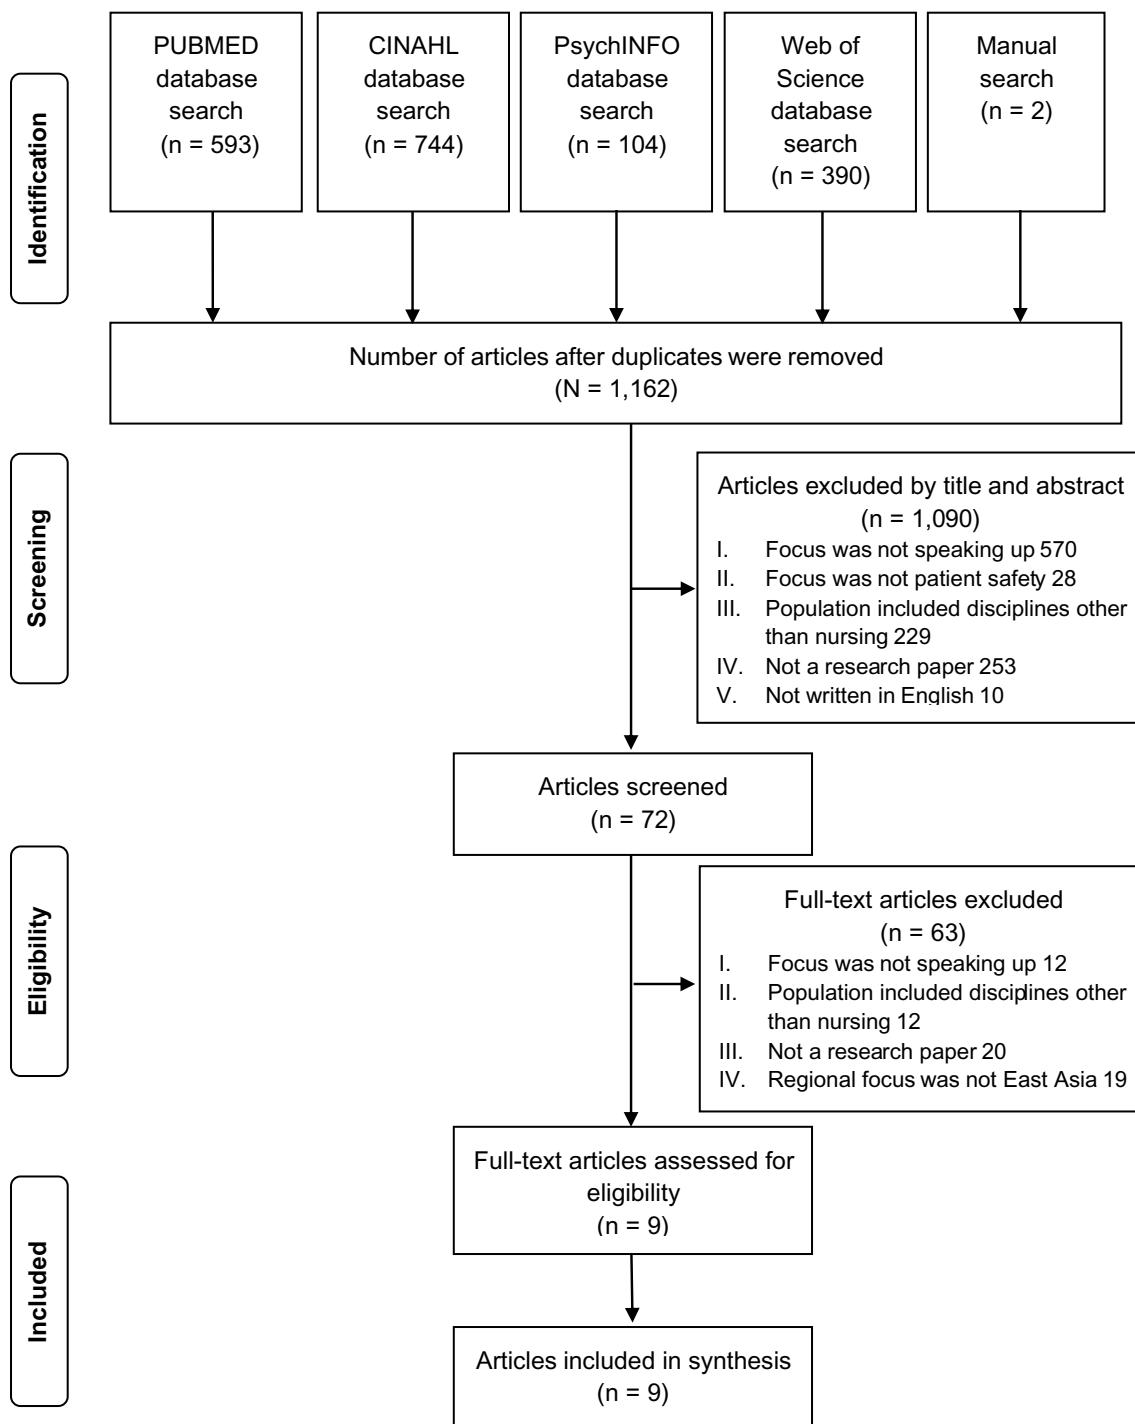 PUBMED
database
search
(n = 593)
CINAHL
database
search
(n = 744)
PsychINFO
database
search
(n = 104)
Web of
Science
database
search
(n = 390)
Manual
search
(n = 2)
Identification
Number of articles after duplicates were removed
(N = 1,162)
Screening
Articles excluded by title and abstract
(n = 1,090)
I. Focus was not speaking up 570
II. Focus was not patient safety 28
III. Population included disciplines other
than nursing 229
IV. Not a research paper 253
V. Not written in English 10
Articles screened
(n = 72)
Eligibility
Full-text articles excluded
(n = 63)
I. Focus was not speaking up 12
II. Population included disciplines other
than nursing 12
III. Not a research paper 20
IV. Regional focus was not East Asia 19
Full-text articles assessed for
eligibility
(n = 9)
Included
Articles included in synthesis
(n = 9)